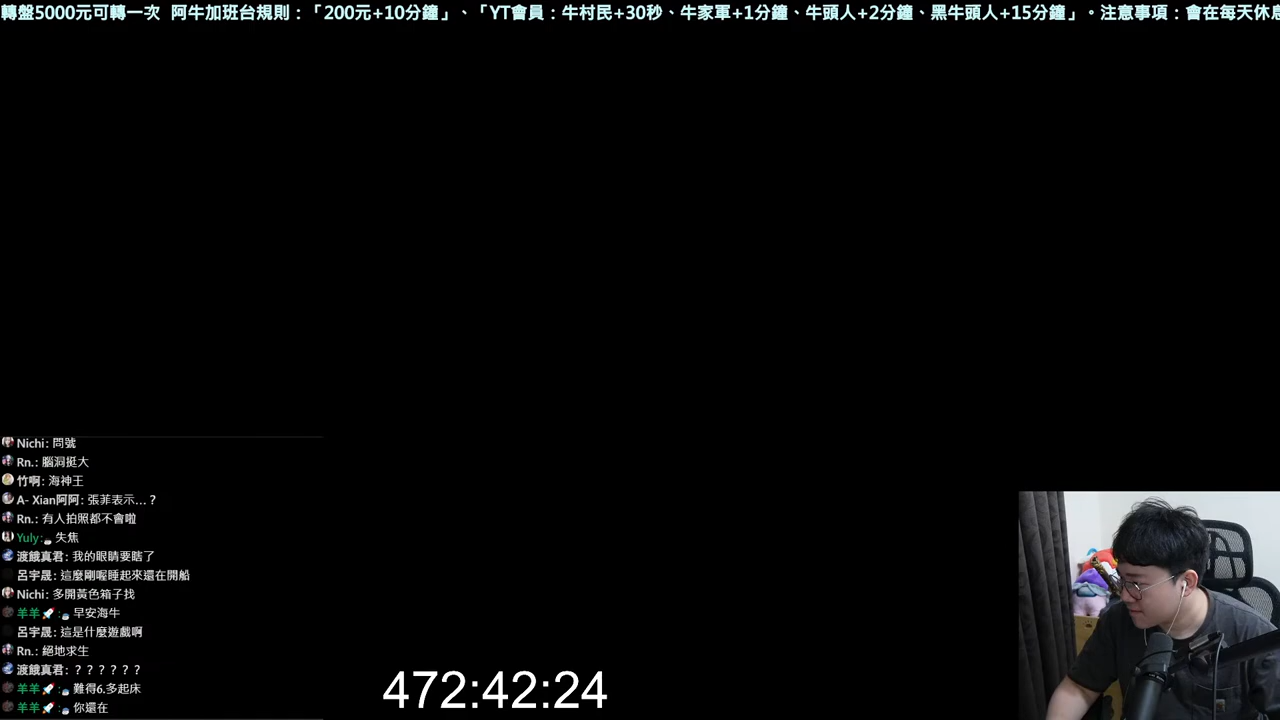 轉盤5000元可轉一次 阿牛加班台規則：「200元+10分鐘」、「YT會員：牛村民+30秒、牛家軍+1分鐘、牛頭人+2分鐘、黑牛頭人+15分鐘」。注意事項：會在每天休息
Nichi: 問號
Rn.: 腦洞挺大
竹啊: 海神王
A- Xian阿阿: 張菲表示...？
Rn.: 有人拍照都不會啦
Yuly: 失焦
渡餓真君: 我的眼睛要瞎了
呂宇晟: 這麼剛喔睡起來還在開船
Nichi: 多開黃色箱子找
羊羊🚀: 早安海牛
呂宇晟: 這是什麼遊戲啊
Rn.: 絕地求生
渡餓真君: ？？？？？？
羊羊🚀: 難得6.多起床
羊羊🚀: 你還在
472:42:24